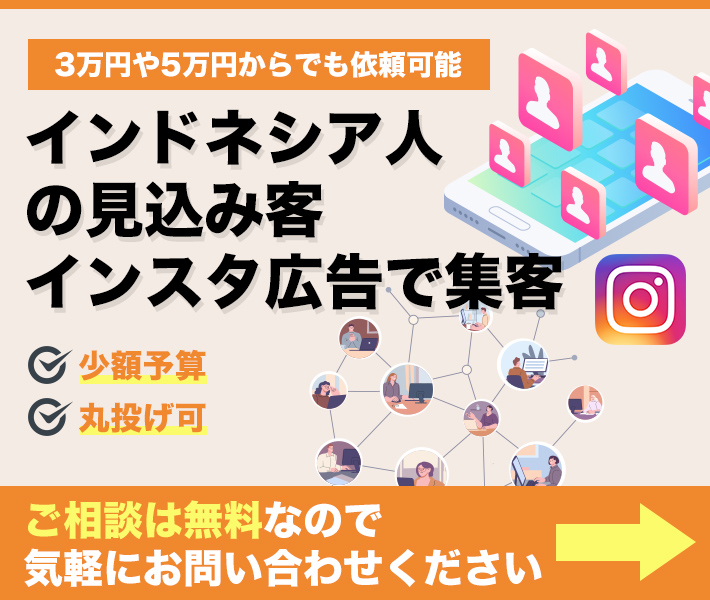 3万円や5万円からでも依頼可能
インドネシア人
の見込み客
インスタ広告で集客
少額予算
丸投げ可
ご相談は無料なので
気軽にお問い合わせください